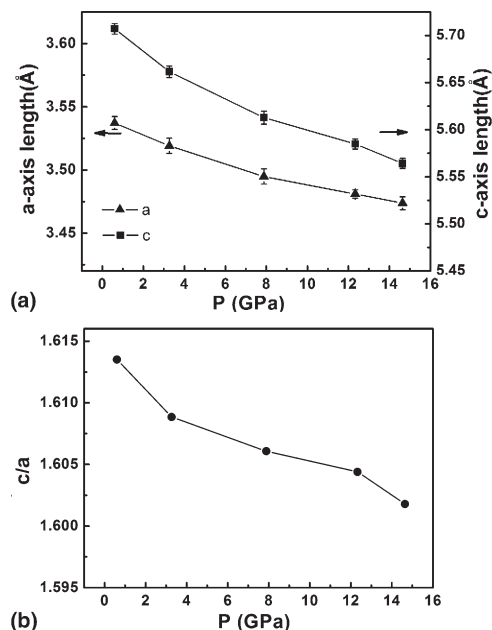 a-axis length(Å)
3.60
3.55
3.50
3.45
5.70
5.65
5.60
5.55
5.50
5.45
c-axis length(Å)
a
c
0 2 4 6 8 10 12 14 16
P (GPa)
(a)
c/a
1.615
1.610
1.605
1.600
1.595
0 2 4 6 8 10 12 14 16
P (GPa)
(b)